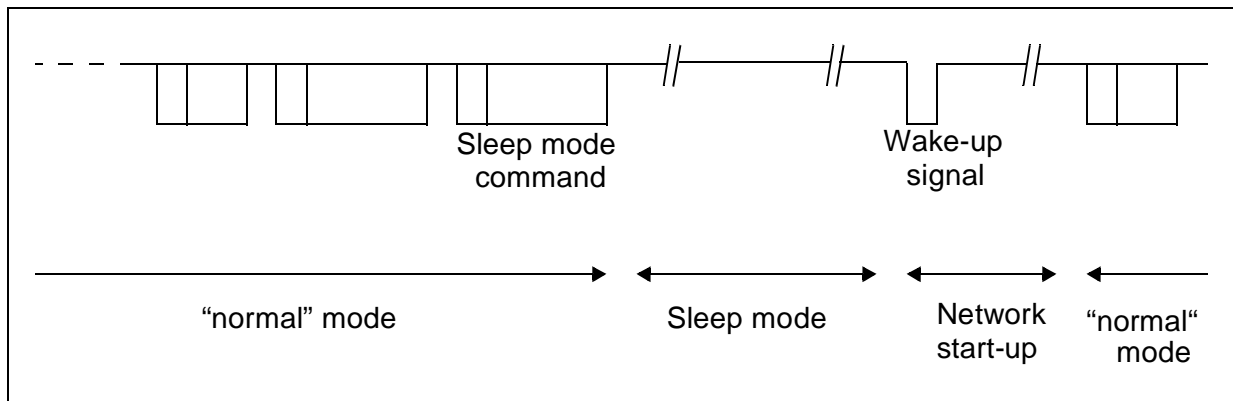 Sleep mode
command
Wake-up
signal
“normal” mode
Sleep mode
Network
start-up
“normal“
mode